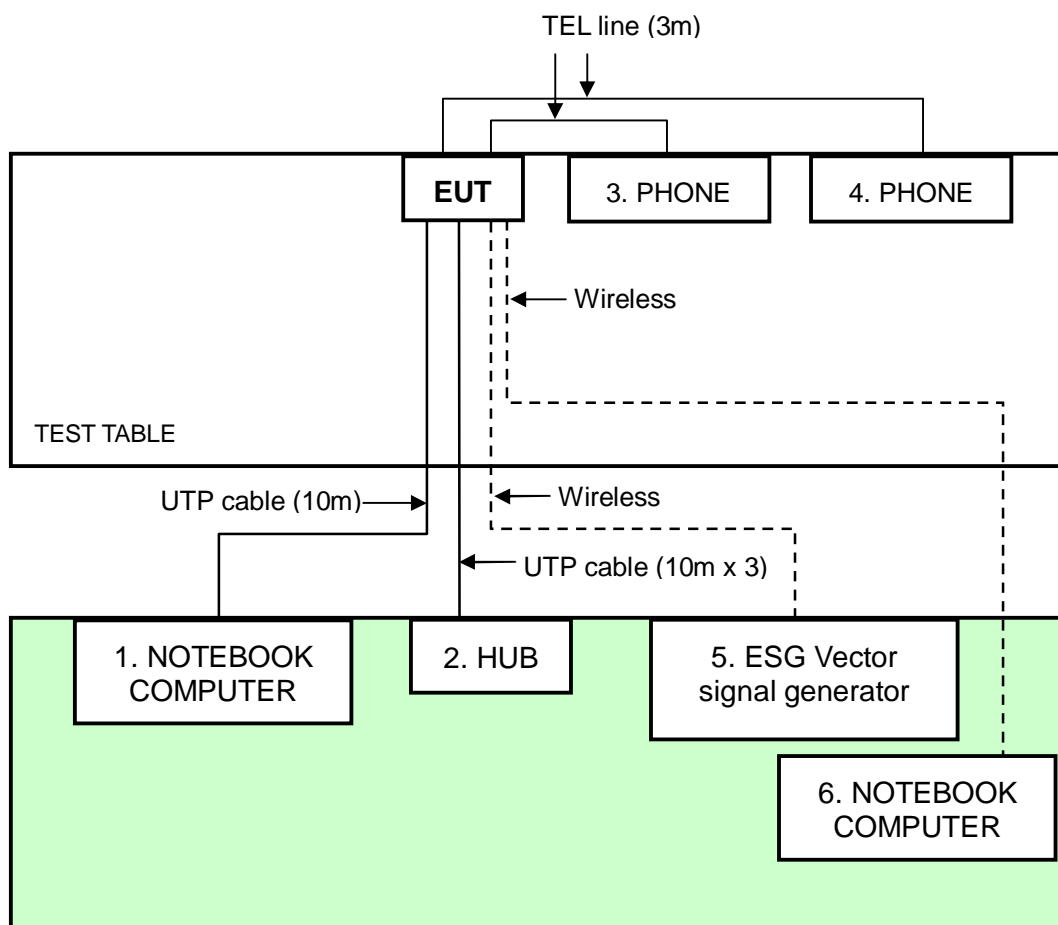 TEL line (3m)
EUT
3. PHONE
4. PHONE
Wireless
TEST TABLE
UTP cable (10m)
Wireless
UTP cable (10m x 3)
1. NOTEBOOK
COMPUTER
2. HUB
5. ESG Vector
signal generator
6. NOTEBOOK
COMPUTER